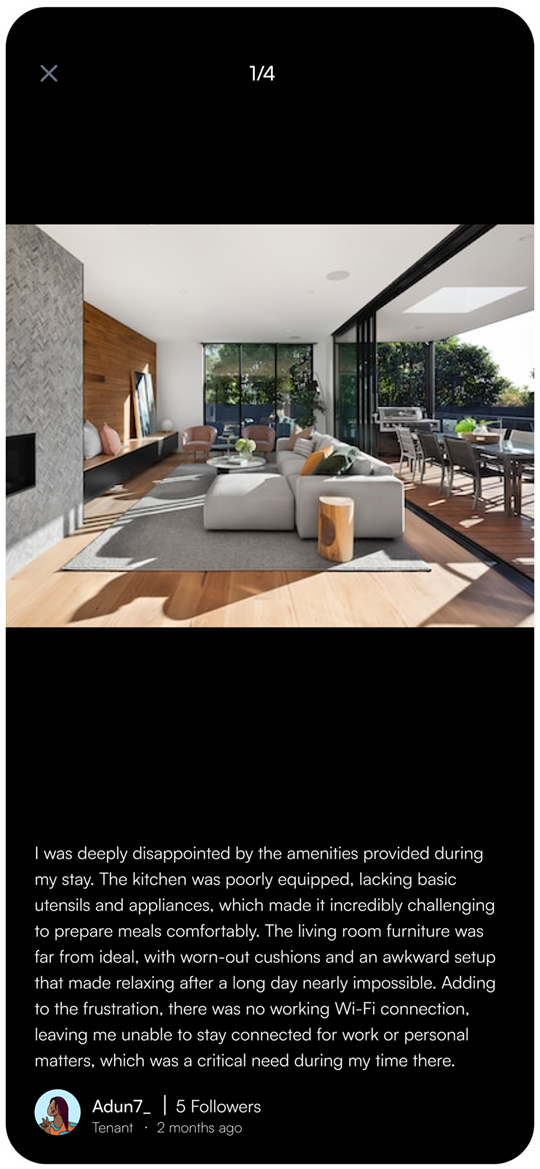 1/4
I was deeply disappointed by the amenities provided during
my stay. The kitchen was poorly equipped, lacking basic
utensils and appliances, which made it incredibly challenging
to prepare meals comfortably. The living room furniture was
far from ideal, with worn-out cushions and an awkward setup
that made relaxing after a long day nearly impossible. Adding
to the frustration, there was no working Wi-Fi connection,
leaving me unable to stay connected for work or personal
matters, which was a critical need during my time there.
Adun7_ | 5 Followers
Tenant · 2 months ago